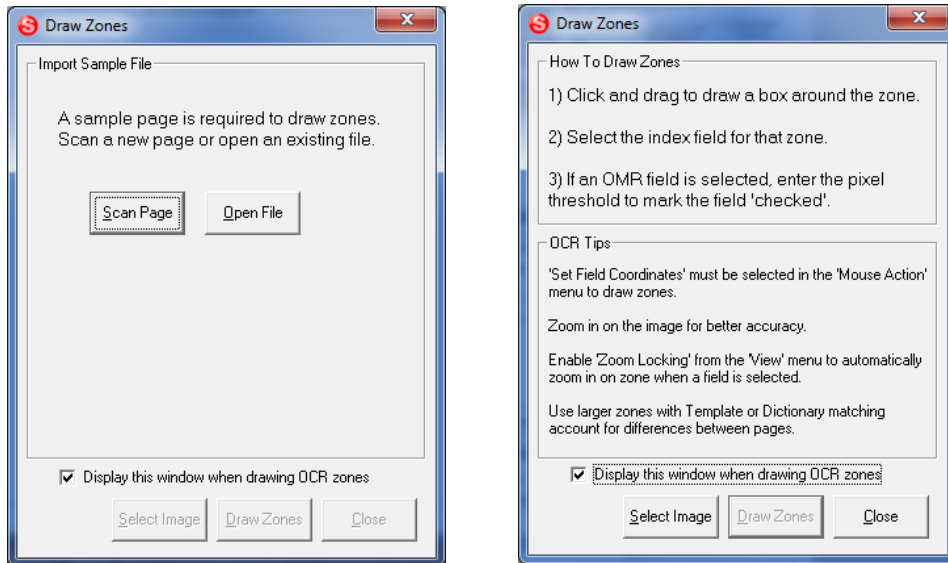 Draw Zones
Import Sample File
A sample page is required to draw zones.
Scan a new page or open an existing file.
Scan Page
Open File
Display this window when drawing OCR zones
Select Image
Draw Zones
Close
Draw Zones
How To Draw Zones
1) Click and drag to draw a box around the zone.
2) Select the index field for that zone.
3) If an OMR field is selected, enter the pixel
threshold to mark the field 'checked'.
OCR Tips
'Set Field Coordinates' must be selected in the 'Mouse Action'
menu to draw zones.
Zoom in on the image for better accuracy.
Enable 'Zoom Locking' from the 'View' menu to automatically
zoom in on zone when a field is selected.
Use larger zones with Template or Dictionary matching
account for differences between pages.
Display this window when drawing OCR zones
Select Image
Draw Zones
Close